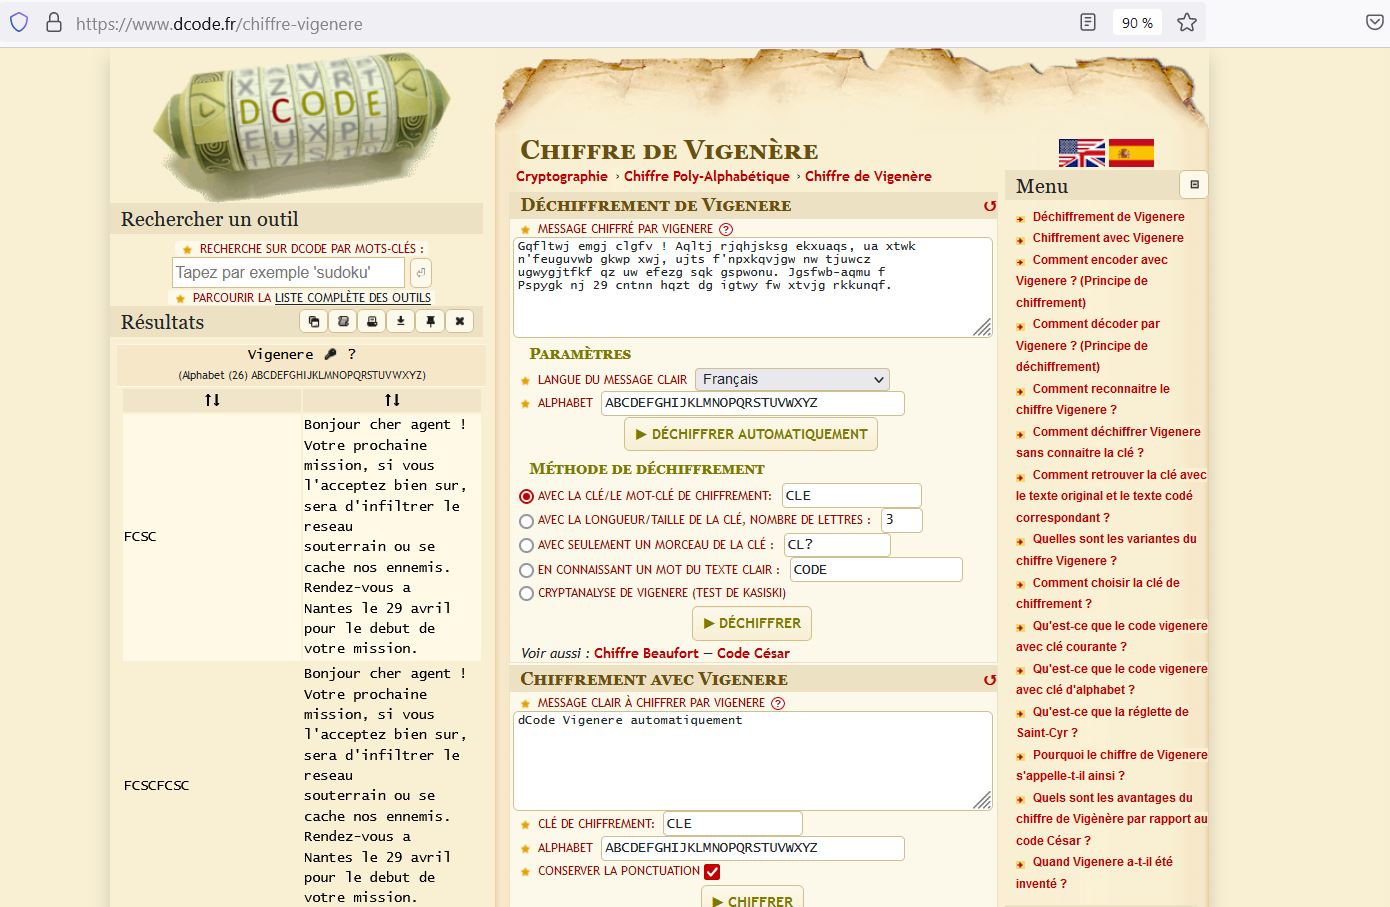 https://www.dcode.fr/chiffre-vigenere
90 %
DCODE
Rechercher un outil
RECHERCHE SUR DCODE PAR MOTS-CLÉS :
Tapez par exemple 'sudoku'
PARCOURIR LA LISTE COMPLÈTE DES OUTILS
Résultats
Vigenere ?
(Alphabet (26) ABCDEFGHIJKLMNOPQRSTUVWXYZ)
FCSC
Bonjour cher agent !
Votre prochaine
mission, si vous
l'acceptez bien sur,
sera d'infiltrer le
reseau
souterrain ou se
cache nos ennemis.
Rendez-vous a
Nantes le 29 avril
pour le debut de
votre mission.
FCSCFCSC
Bonjour cher agent !
Votre prochaine
mission, si vous
l'acceptez bien sur,
sera d'infiltrer le
reseau
souterrain ou se
cache nos ennemis.
Rendez-vous a
Nantes le 29 avril
pour le debut de
votre mission.
CHIFFRE DE VIGENÈRE
Cryptographie › Chiffre Poly-Alphabétique › Chiffre de Vigenère
DÉCHIFFREMENT DE VIGENERE
MESSAGE CHIFFRÉ PAR VIGENERE ?
Gqfltwj emgj clgfv ! Aqltj rjqhjsksg ekxuaqs, ua xtwk
n'feuguvwb gkwp xwj, ujts f'npxkqvjgw nw tjuwcz
ugwygjtfkf qz uw efezg sqk gspwonu. Jgsfwb-aqmu f
Pspygk nj 29 cntnn hqzt dg igtwy fw xtvjg rkkunqf.
PARAMÈTRES
LANGUE DU MESSAGE CLAIR Français
ALPHABET ABCDEFGHIJKLMNOPQRSTUVWXYZ
► DÉCHIFFRER AUTOMATIQUEMENT
MÉTHODE DE DÉCHIFFREMENT
AVEC LA CLÉ/LE MOT-CLÉ DE CHIFFREMENT: CLE
AVEC LA LONGUEUR/TAILLE DE LA CLÉ, NOMBRE DE LETTRES : 3
AVEC SEULEMENT UN MORCEAU DE LA CLÉ : CL?
EN CONNAISSANT UN MOT DU TEXTE CLAIR : CODE
CRYPTANALYSE DE VIGENERE (TEST DE KASISKI)
► DÉCHIFFRER
Voir aussi : Chiffre Beaufort — Code César
CHIFFREMENT AVEC VIGENERE
MESSAGE CLAIR À CHIFFRER PAR VIGENERE ?
dCode Vigenere automatiquement
CLÉ DE CHIFFREMENT: CLE
ALPHABET ABCDEFGHIJKLMNOPQRSTUVWXYZ
CONSERVER LA PONCTUATION
► CHIFFRER
Menu
Déchiffrement de Vigenere
Chiffrement avec Vigenere
Comment encoder avec
Vigenere ? (Principe de
chiffrement)
Comment décoder par
Vigenere ? (Principe de
déchiffrement)
Comment reconnaitre le
chiffre Vigenere ?
Comment déchiffrer Vigenere
sans connaitre la clé ?
Comment retrouver la clé avec
le texte original et le texte codé
correspondant ?
Quelles sont les variantes du
chiffre Vigenere ?
Comment choisir la clé de
chiffrement ?
Qu'est-ce que le code vigenere
avec clé courante ?
Qu'est-ce que le code vigenere
avec clé d'alphabet ?
Qu'est-ce que la réglette de
Saint-Cyr ?
Pourquoi le chiffre de Vigenere
s'appelle-t-il ainsi ?
Quels sont les avantages du
chiffre de Vigènère par rapport au
code César ?
Quand Vigenere a-t-il été
inventé ?